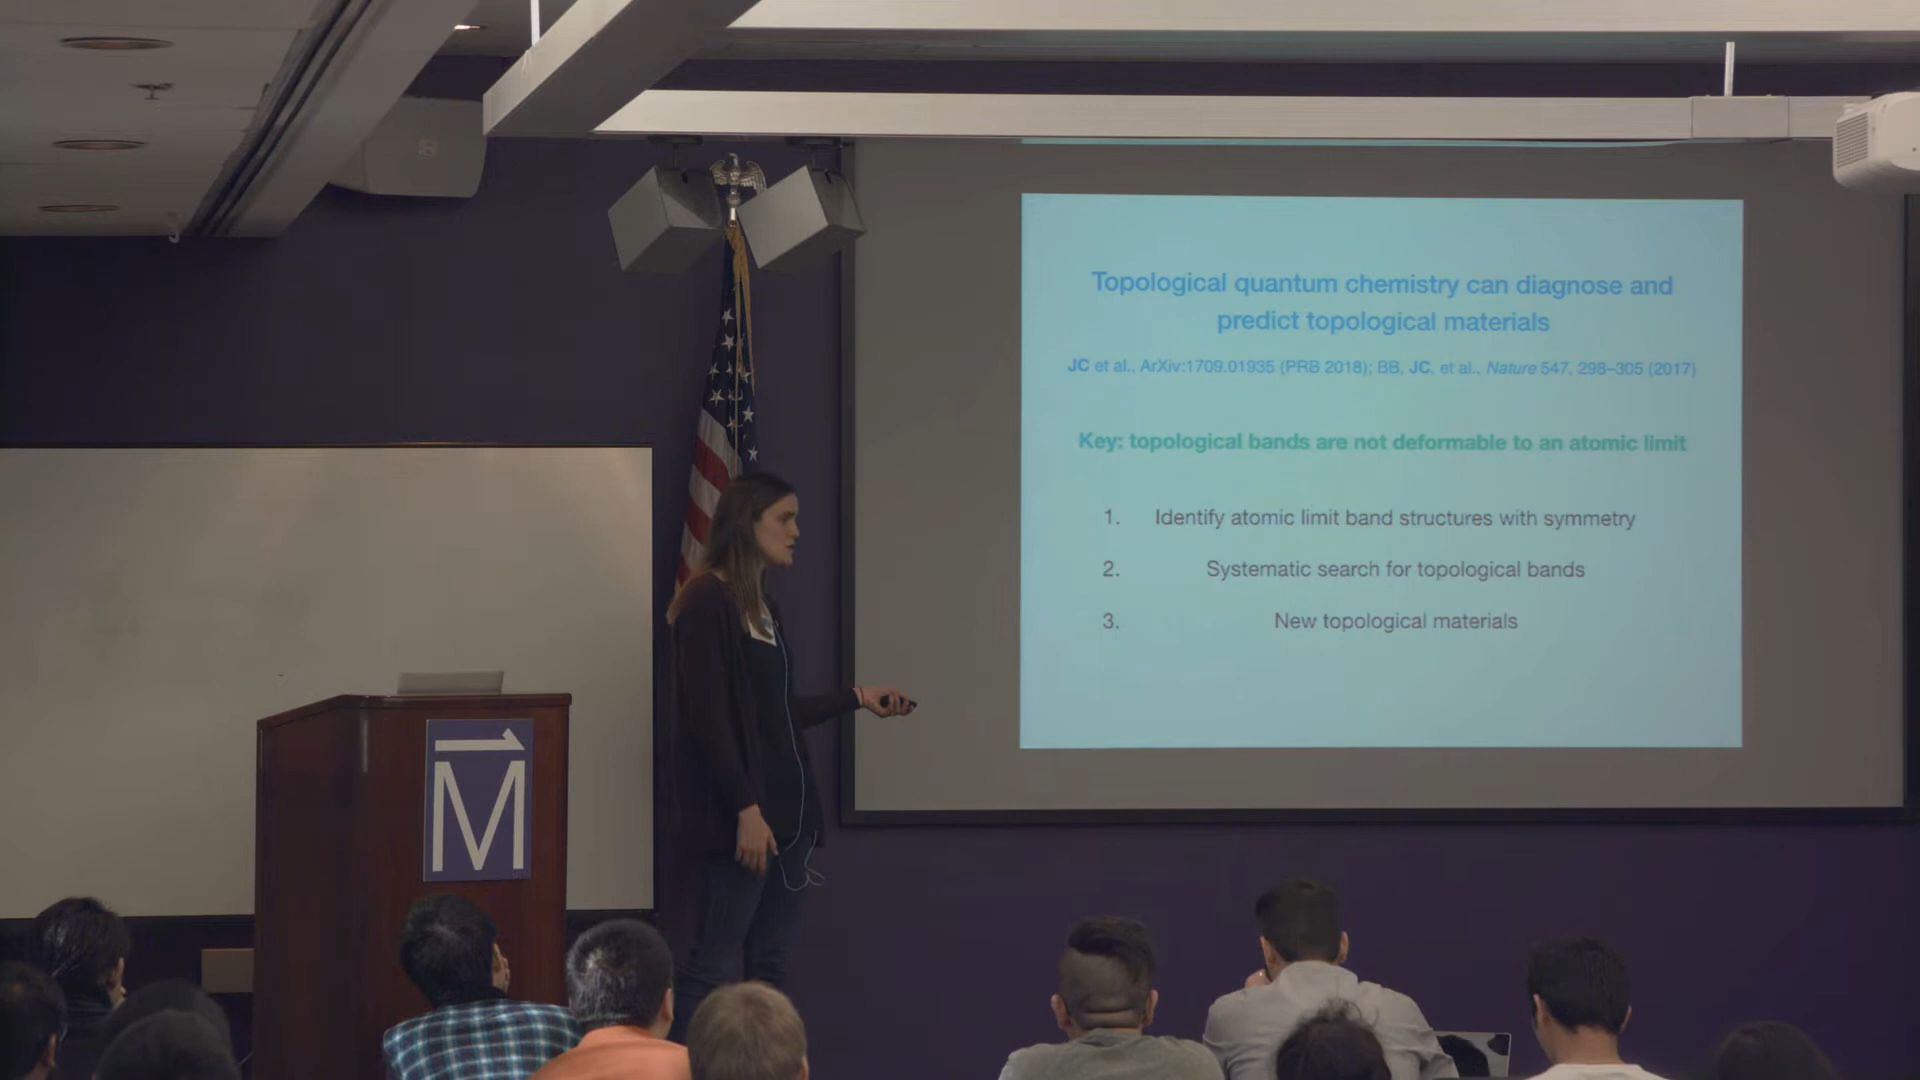 Topological quantum chemistry can diagnose and
predict topological materials
JC et al., ArXiv:1709.01935 (PRB 2018); BB, JC, et al., Nature 547, 298–305 (2017)
Key: topological bands are not deformable to an atomic limit
1. Identify atomic limit band structures with symmetry
2. Systematic search for topological bands
3. New topological materials
M